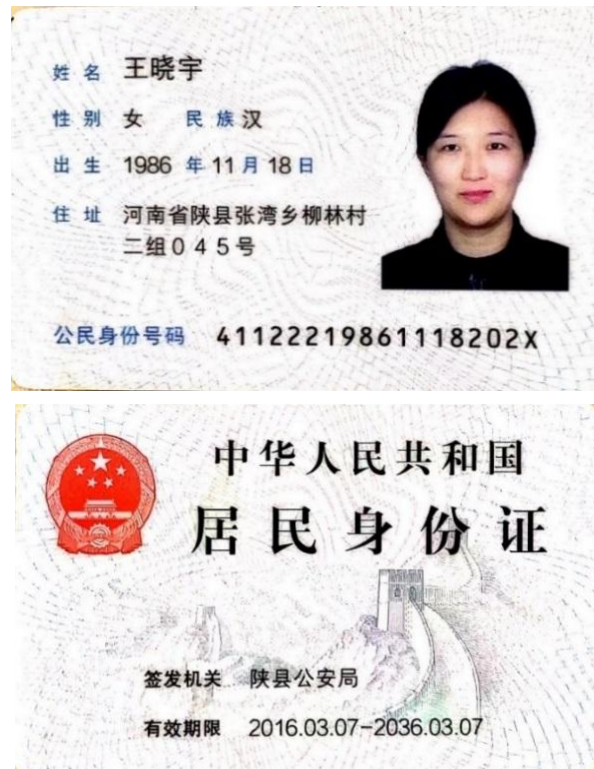 姓名 王晓宇
性别 女 民族 汉
出生 1986 年 11 月 18 日
住址 河南省陕县张湾乡柳林村
二组045号
公民身份号码 41122219861118202X
中华人民共和国
居民身份证
签发机关 陕县公安局
有效期限 2016.03.07-2036.03.07